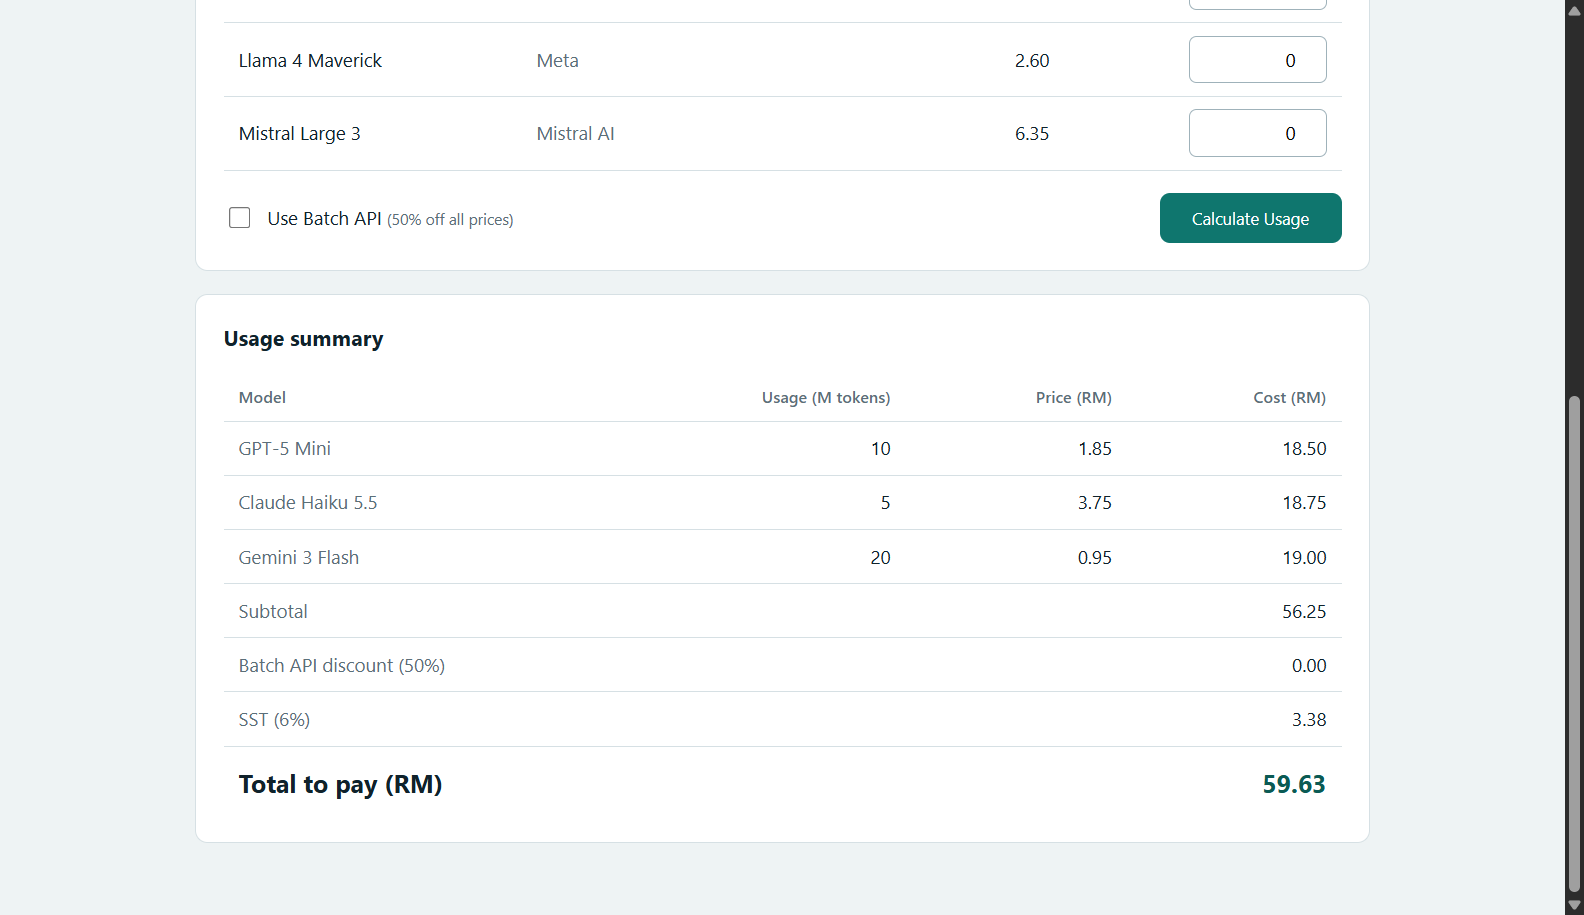 Llama 4 Maverick Meta 2.60 0
Mistral Large 3 Mistral AI 6.35 0
Use Batch API (50% off all prices) Calculate Usage
Usage summary
Model Usage (M tokens) Price (RM) Cost (RM)
GPT-5 Mini 10 1.85 18.50
Claude Haiku 5.5 5 3.75 18.75
Gemini 3 Flash 20 0.95 19.00
Subtotal 56.25
Batch API discount (50%) 0.00
SST (6%) 3.38
Total to pay (RM) 59.63